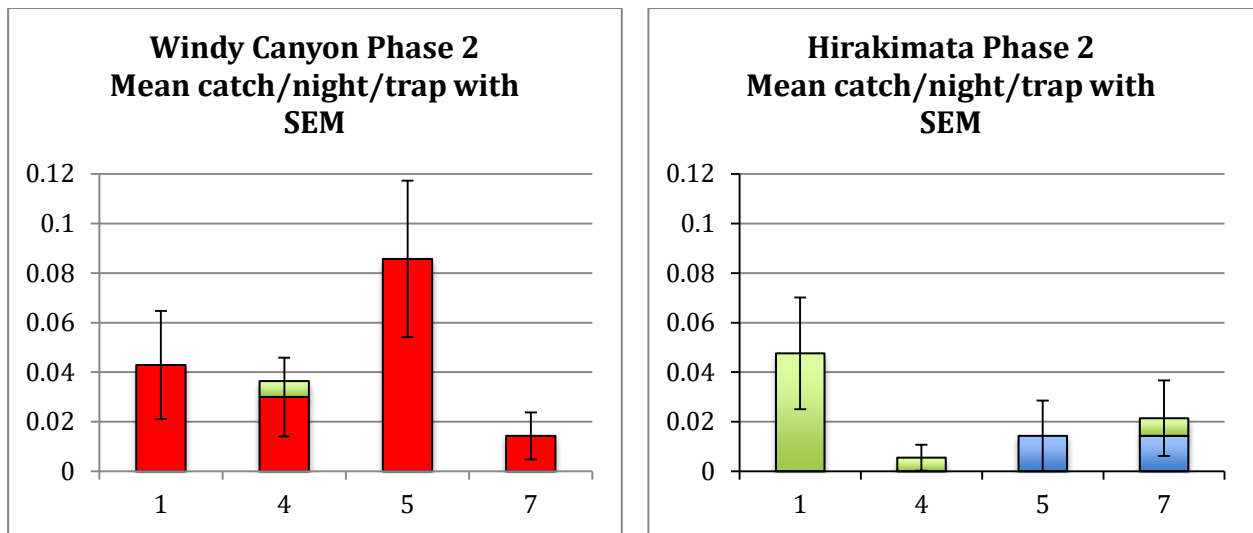 Windy Canyon Phase 2
Mean catch/night/trap with
SEM
0.12
0.1
0.08
0.06
0.04
0.02
0
1 4 5 7
Hirakimata Phase 2
Mean catch/night/trap with
SEM
0.12
0.1
0.08
0.06
0.04
0.02
0
1 4 5 7